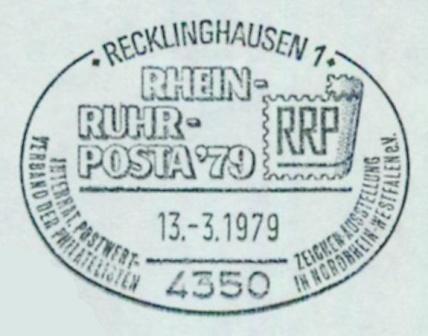 • RECKLINGHAUSEN 1 •
RHEIN-
RUHR-
POSTA '79
RRP
13.-3.1979
4350
INTERNAT. POSTWERT-
ZEICHEN-AUSSTELLUNG
VERBAND DER PHILATELISTEN
IN NORDRHEIN-WESTFALEN e.V.